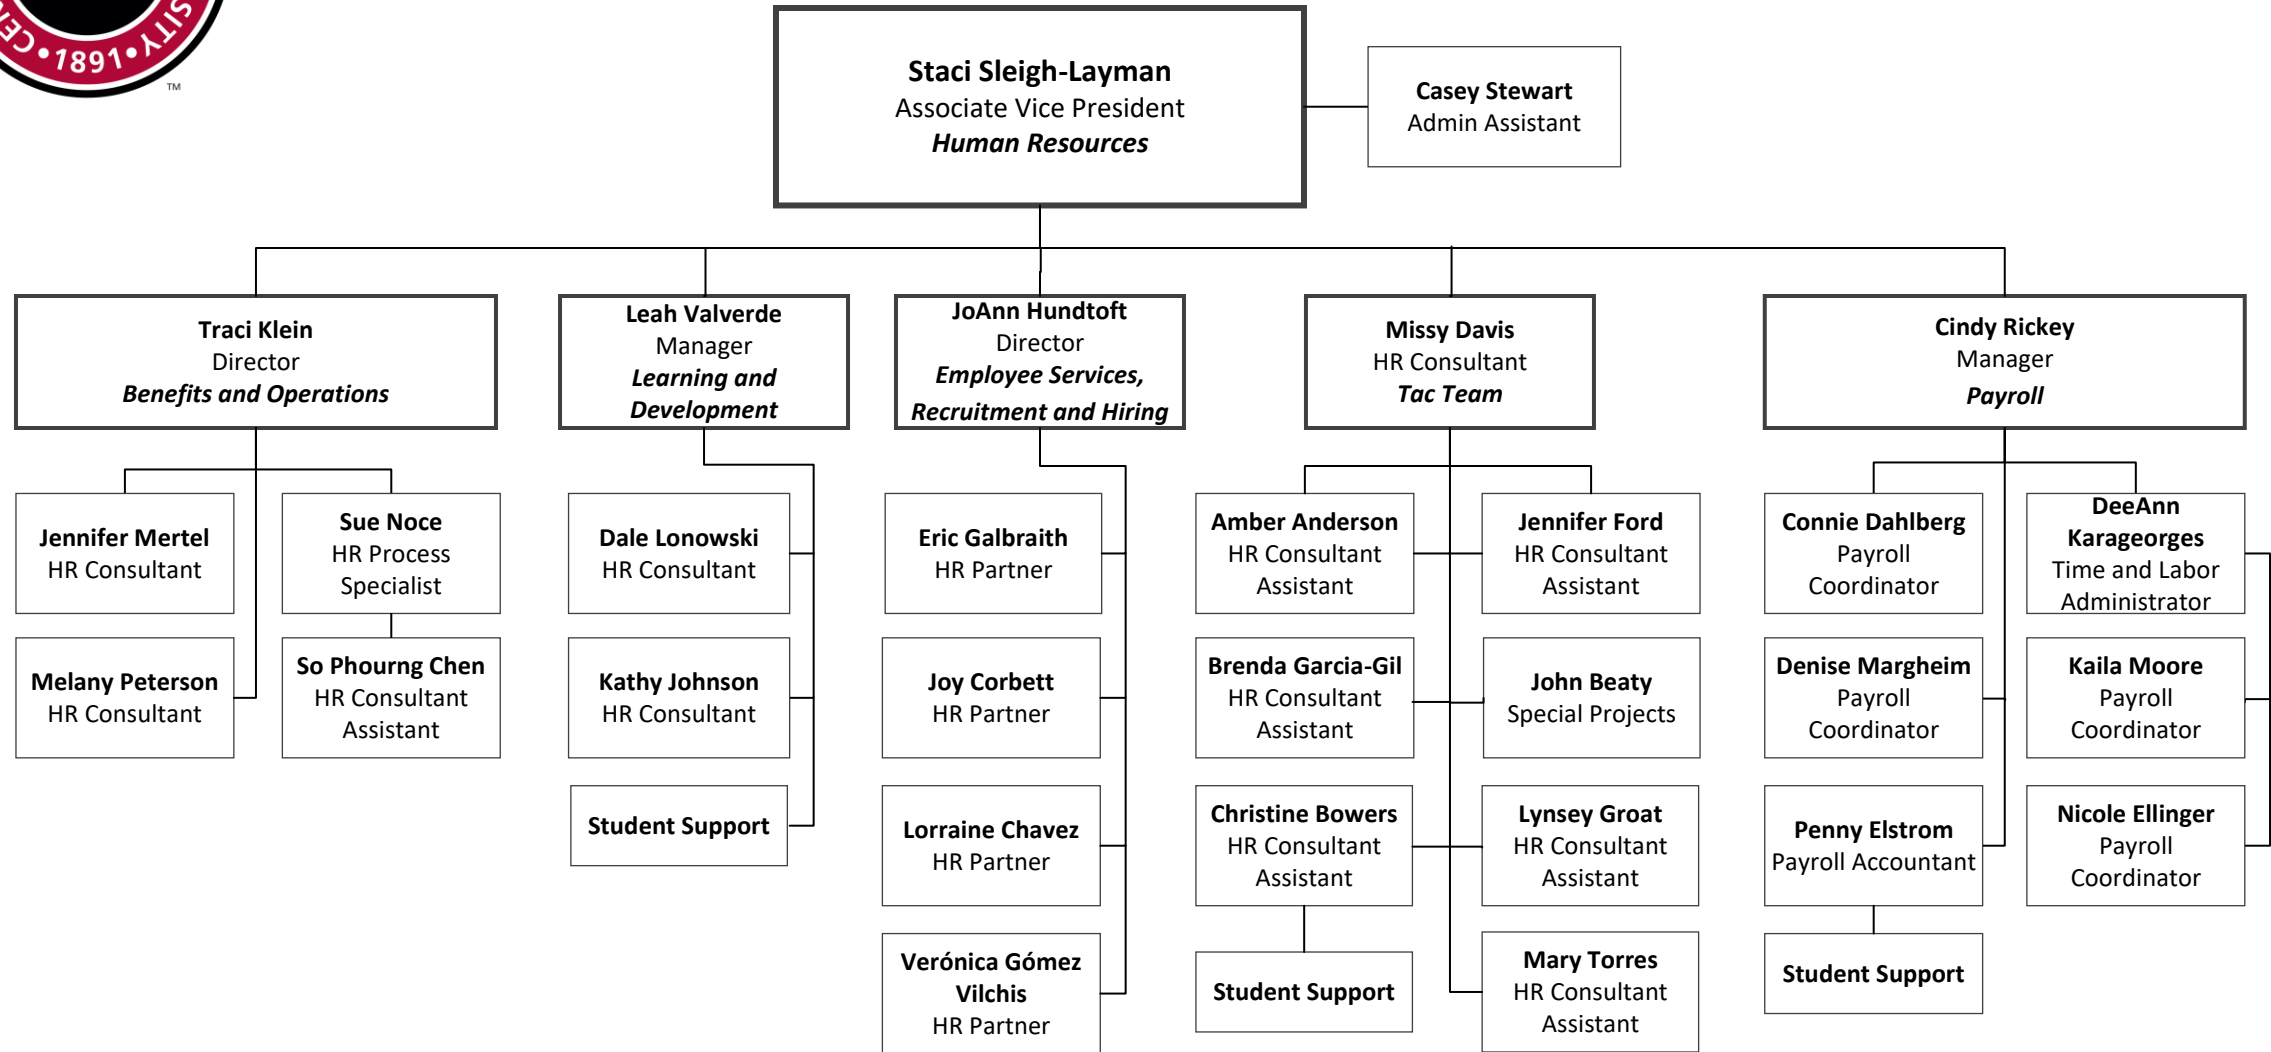 CEN
SITY
•1891•
TM
Staci Sleigh-Layman
Associate Vice President
Human Resources
Casey Stewart
Admin Assistant
Traci Klein
Director
Benefits and Operations
Leah Valverde
Manager
Learning and
Development
JoAnn Hundtoft
Director
Employee Services,
Recruitment and Hiring
Missy Davis
HR Consultant
Tac Team
Cindy Rickey
Manager
Payroll
Jennifer Mertel
HR Consultant
Sue Noce
HR Process
Specialist
Melany Peterson
HR Consultant
So Phourng Chen
HR Consultant
Assistant
Dale Lonowski
HR Consultant
Kathy Johnson
HR Consultant
Student Support
Eric Galbraith
HR Partner
Joy Corbett
HR Partner
Lorraine Chavez
HR Partner
Verónica Gómez
Vilchis
HR Partner
Amber Anderson
HR Consultant
Assistant
Jennifer Ford
HR Consultant
Assistant
Brenda Garcia-Gil
HR Consultant
Assistant
John Beaty
Special Projects
Christine Bowers
HR Consultant
Assistant
Lynsey Groat
HR Consultant
Assistant
Student Support
Mary Torres
HR Consultant
Assistant
Connie Dahlberg
Payroll
Coordinator
DeeAnn
Karageorges
Time and Labor
Administrator
Denise Margheim
Payroll
Coordinator
Kaila Moore
Payroll
Coordinator
Penny Elstrom
Payroll Accountant
Nicole Ellinger
Payroll
Coordinator
Student Support